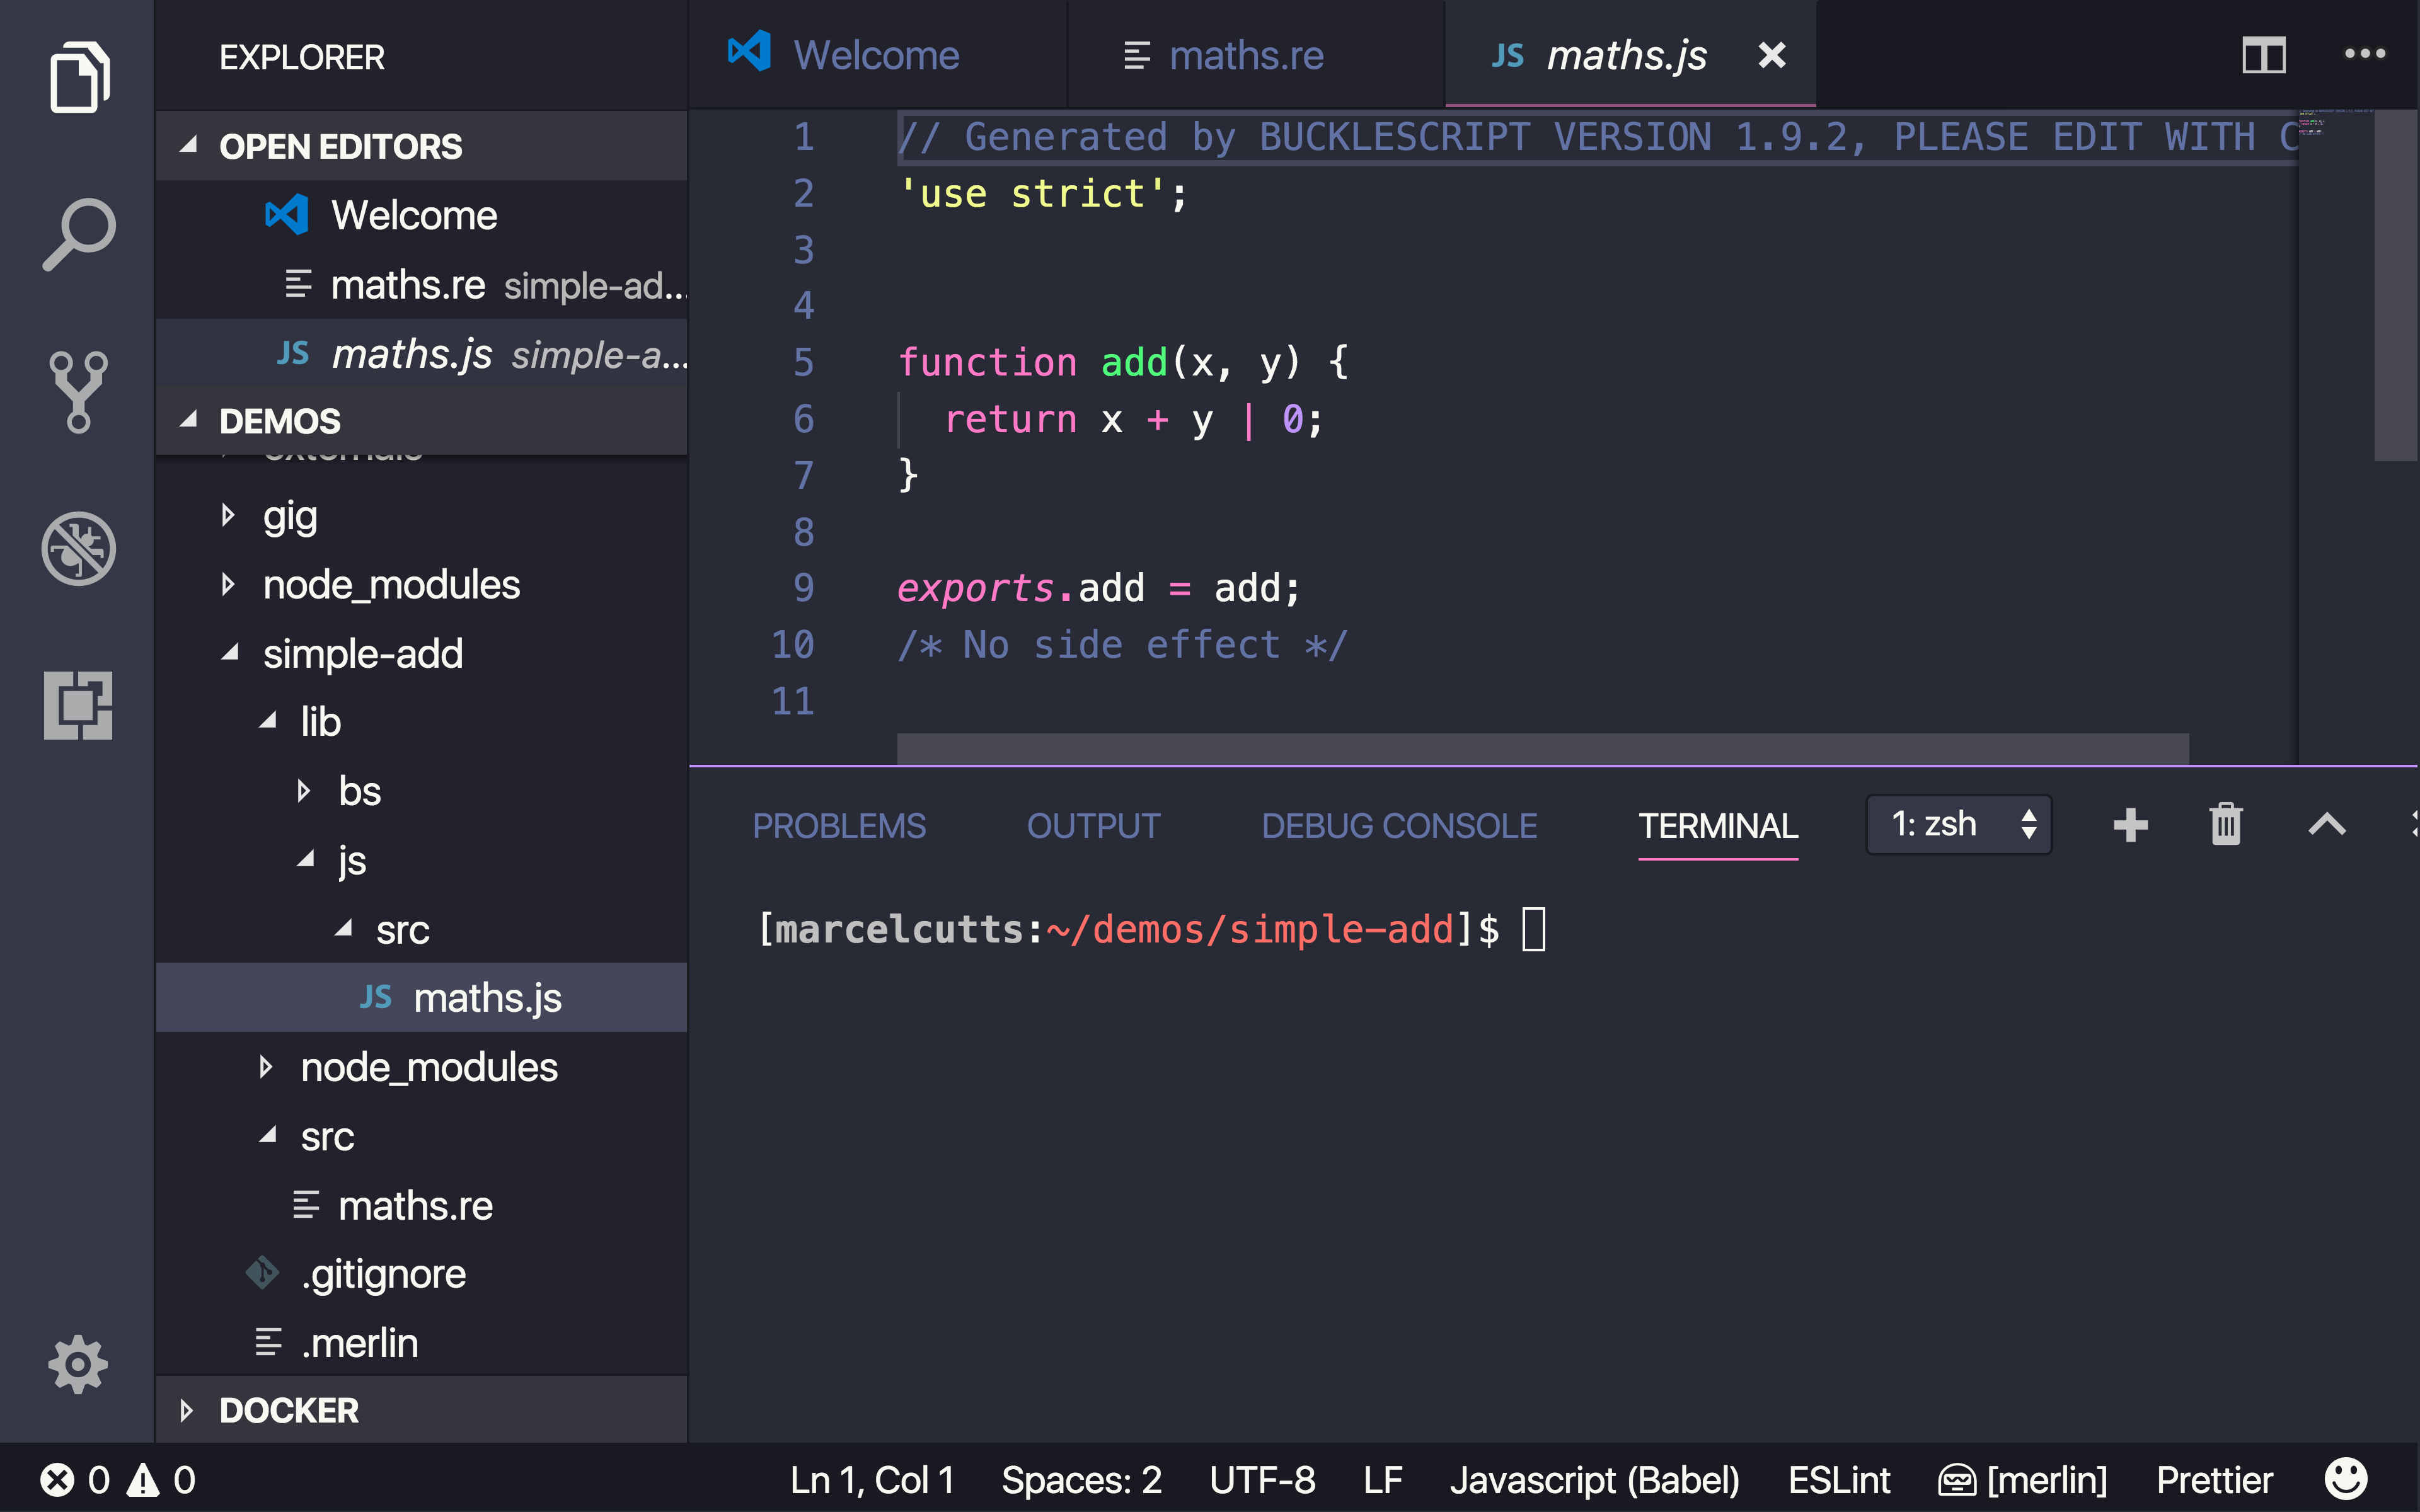 EXPLORER
OPEN EDITORS
Welcome
maths.re simple-ad...
JS maths.js simple-a...
DEMOS
gig
node_modules
simple-add
lib
bs
js
src
JS maths.js
node_modules
src
maths.re
.gitignore
.merlin
DOCKER
Welcome
maths.re
JS maths.js
1 // Generated by BUCKLESCRIPT VERSION 1.9.2, PLEASE EDIT WITH C
2 'use strict';
3
4
5 function add(x, y) {
6 return x + y | 0;
7 }
8
9 exports.add = add;
10 /* No side effect */
11
PROBLEMS OUTPUT DEBUG CONSOLE TERMINAL 1: zsh
[marcelcutts:~/demos/simple-add]$
0 0 Ln 1, Col 1 Spaces: 2 UTF-8 LF Javascript (Babel) ESLint [merlin] Prettier